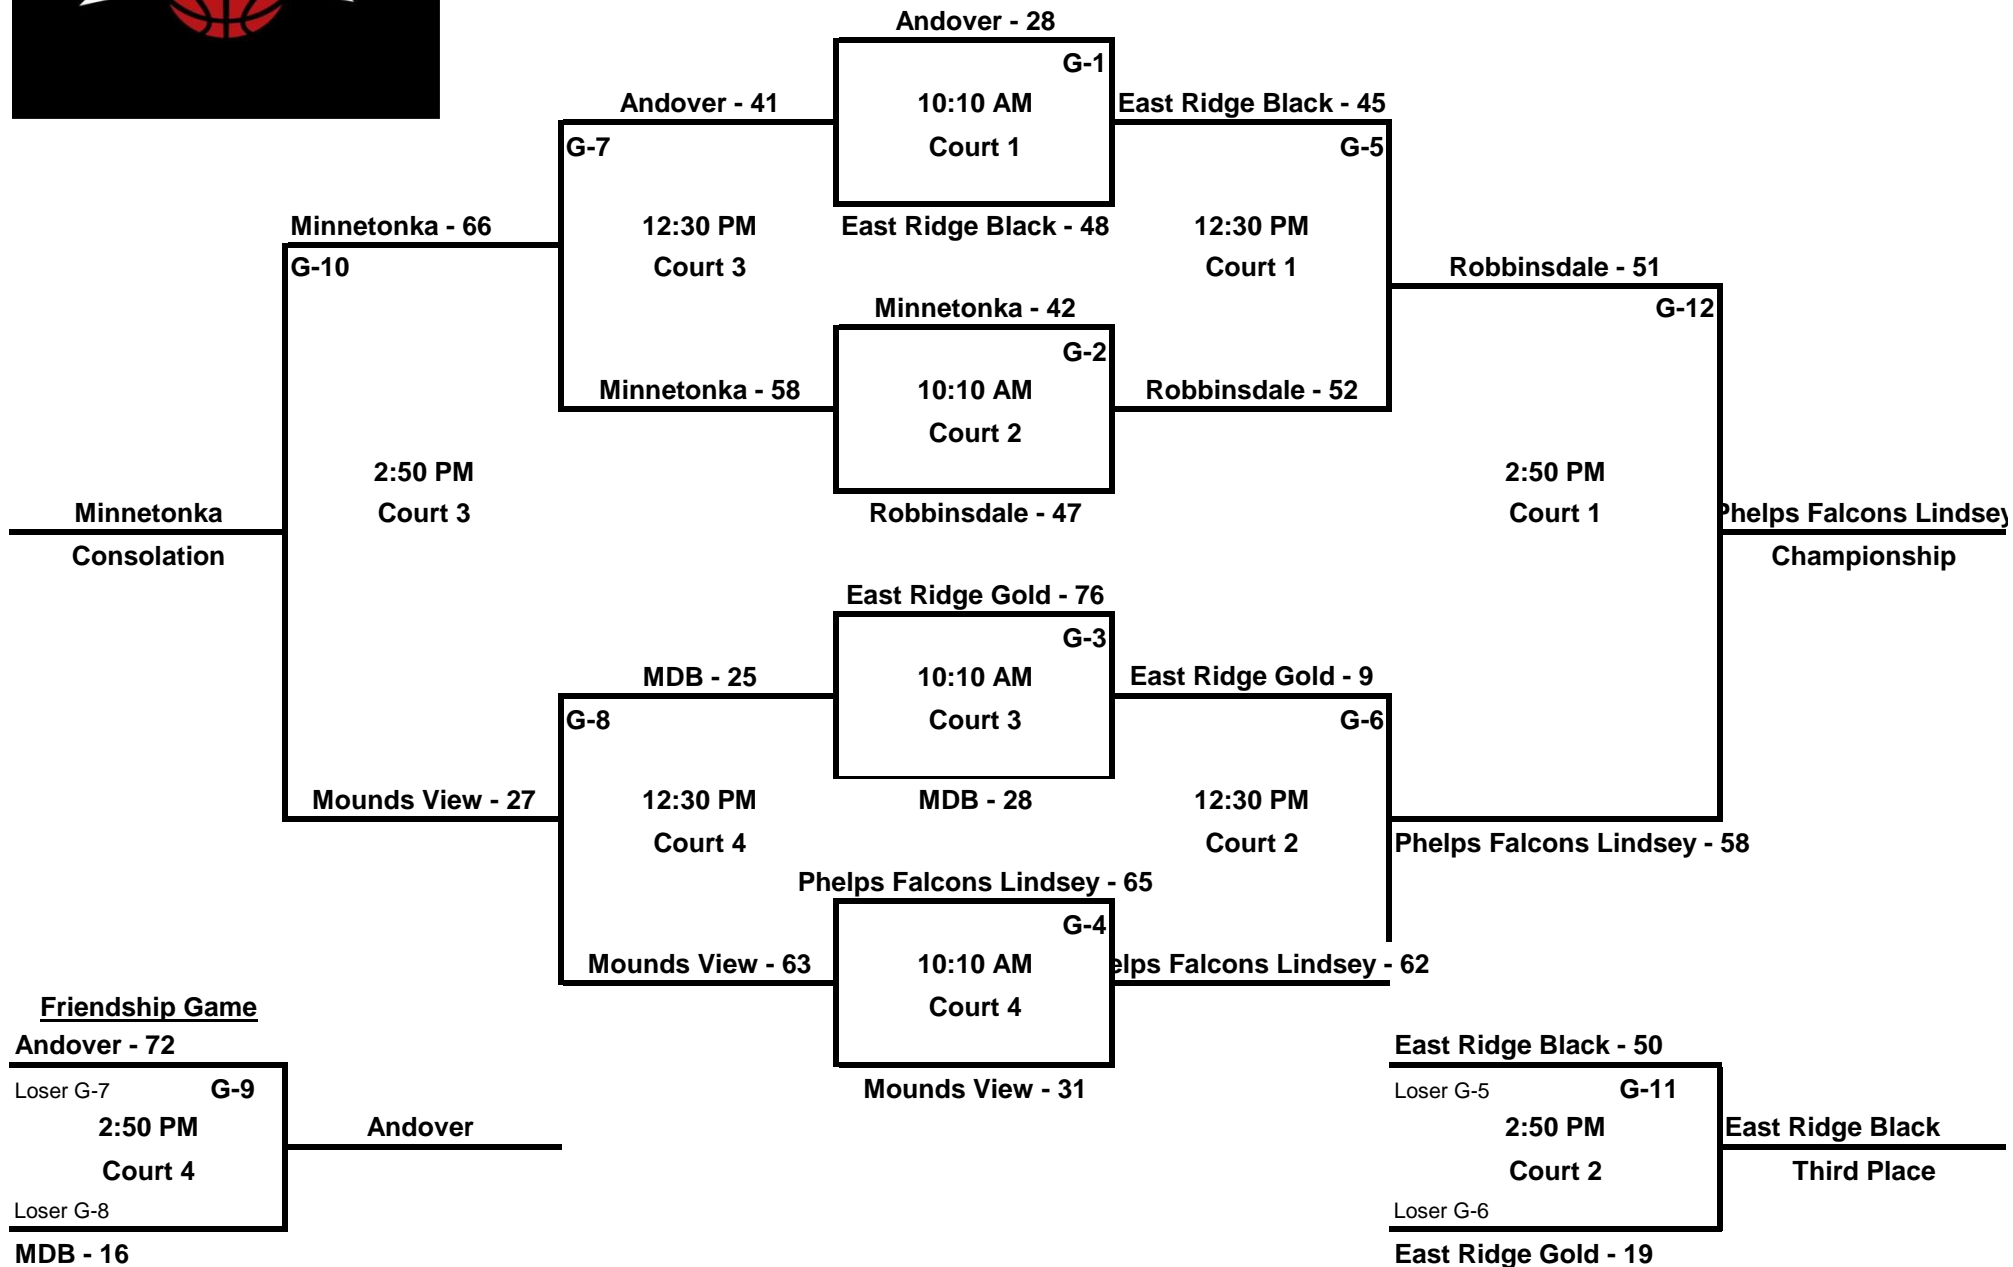 Andover - 28
G-1
Andover - 41
10:10 AM
East Ridge Black - 45
G-7
Court 1
G-5
Minnetonka - 66
12:30 PM
East Ridge Black - 48
12:30 PM
G-10
Court 3
Court 1
Robbinsdale - 51
Minnetonka - 42
G-12
G-2
Minnetonka - 58
10:10 AM
Robbinsdale - 52
Court 2
2:50 PM
2:50 PM
Minnetonka
Court 3
Robbinsdale - 47
Court 1
Phelps Falcons Lindsey
Consolation
Championship
East Ridge Gold - 76
G-3
MDB - 25
10:10 AM
East Ridge Gold - 9
G-8
Court 3
G-6
Mounds View - 27
12:30 PM
MDB - 28
12:30 PM
Court 4
Court 2
Phelps Falcons Lindsey - 58
Phelps Falcons Lindsey - 65
G-4
Mounds View - 63
10:10 AM
elps Falcons Lindsey - 62
Friendship Game
Court 4
Andover - 72
East Ridge Black - 50
Loser G-7
G-9
Mounds View - 31
Loser G-5
G-11
2:50 PM
Andover
2:50 PM
East Ridge Black
Court 4
Court 2
Third Place
Loser G-8
Loser G-6
MDB - 16
East Ridge Gold - 19